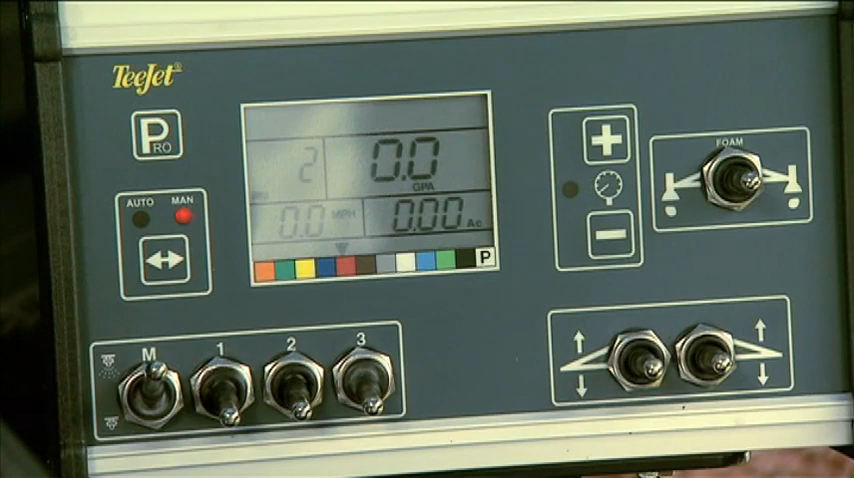 TeeJet®
PRO
AUTO MAN
2
0.0
GPA
0.0 MPH
0.00 Ac
P
FOAM
M 1 2 3